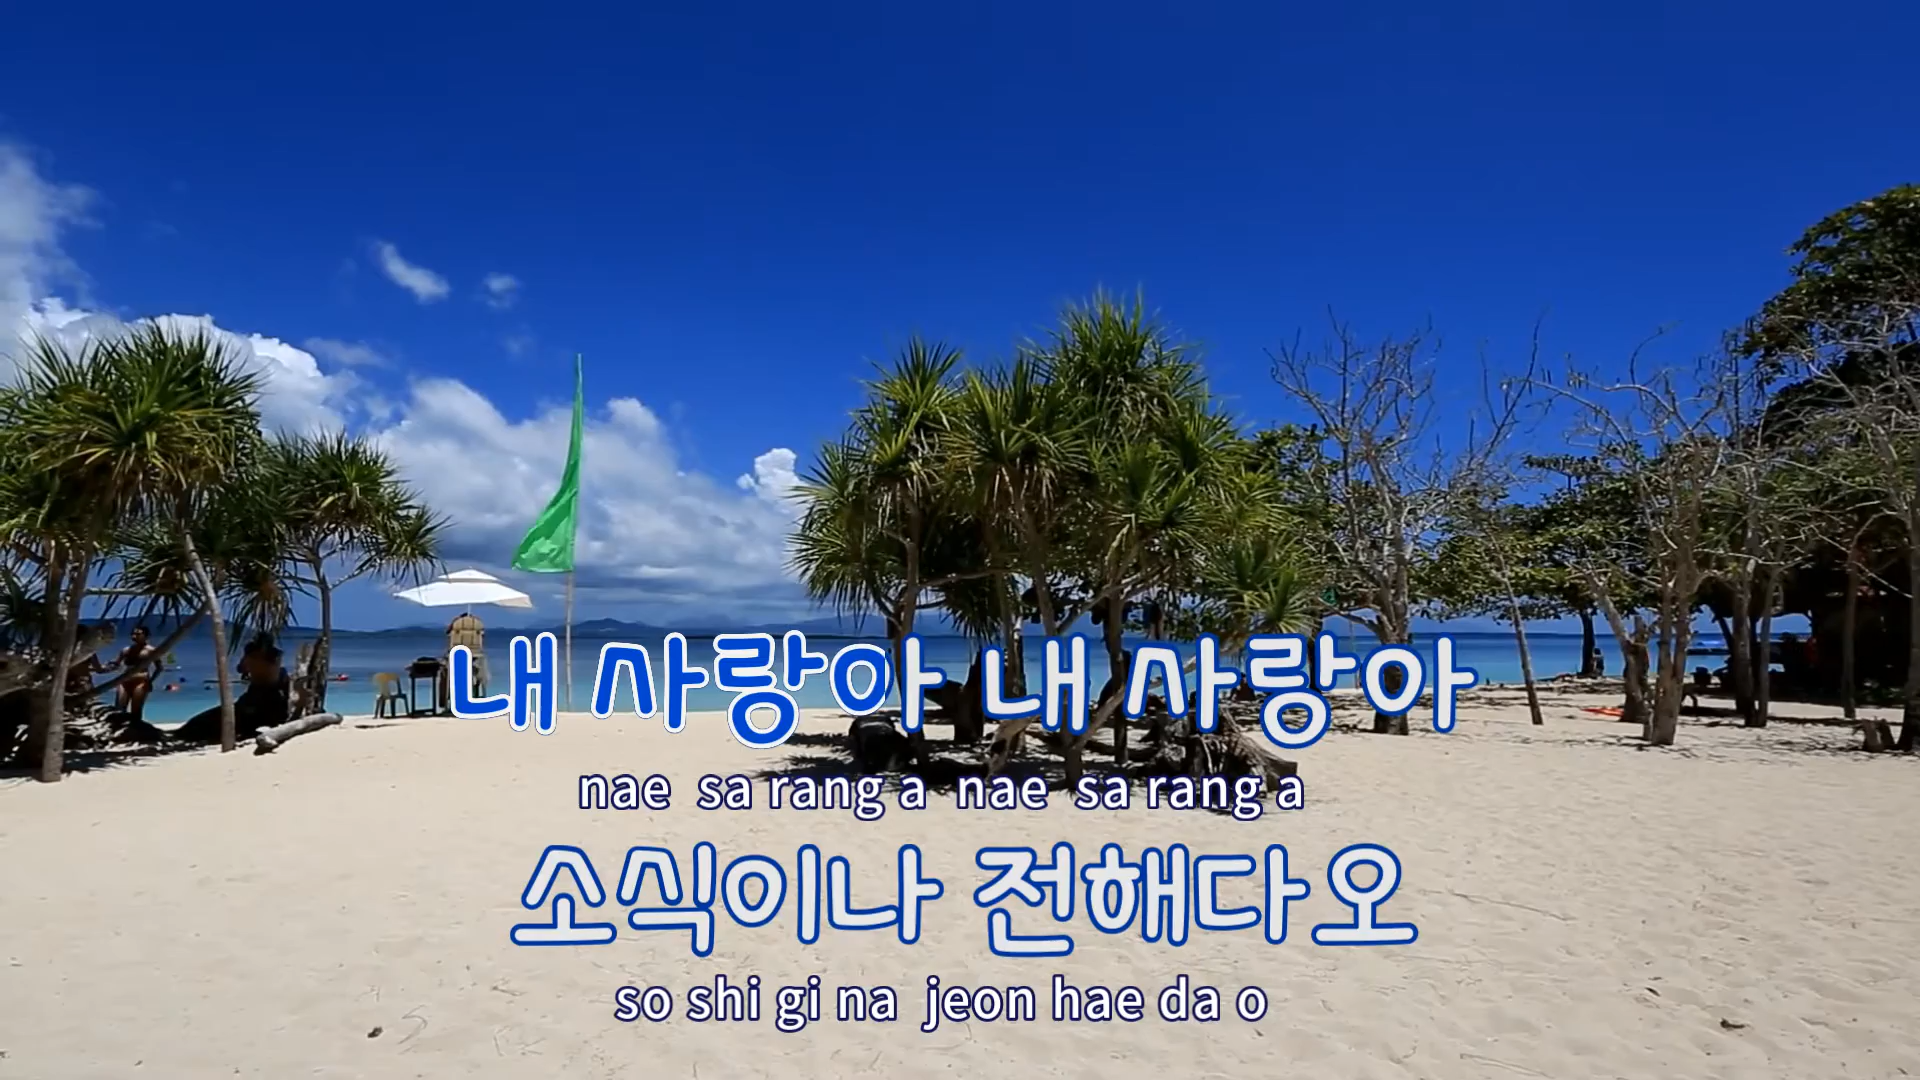 내 사랑아 내 사랑아
nae sa rang a nae sa rang a
소식이나 전해다오
so shi gi na jeon hae da o